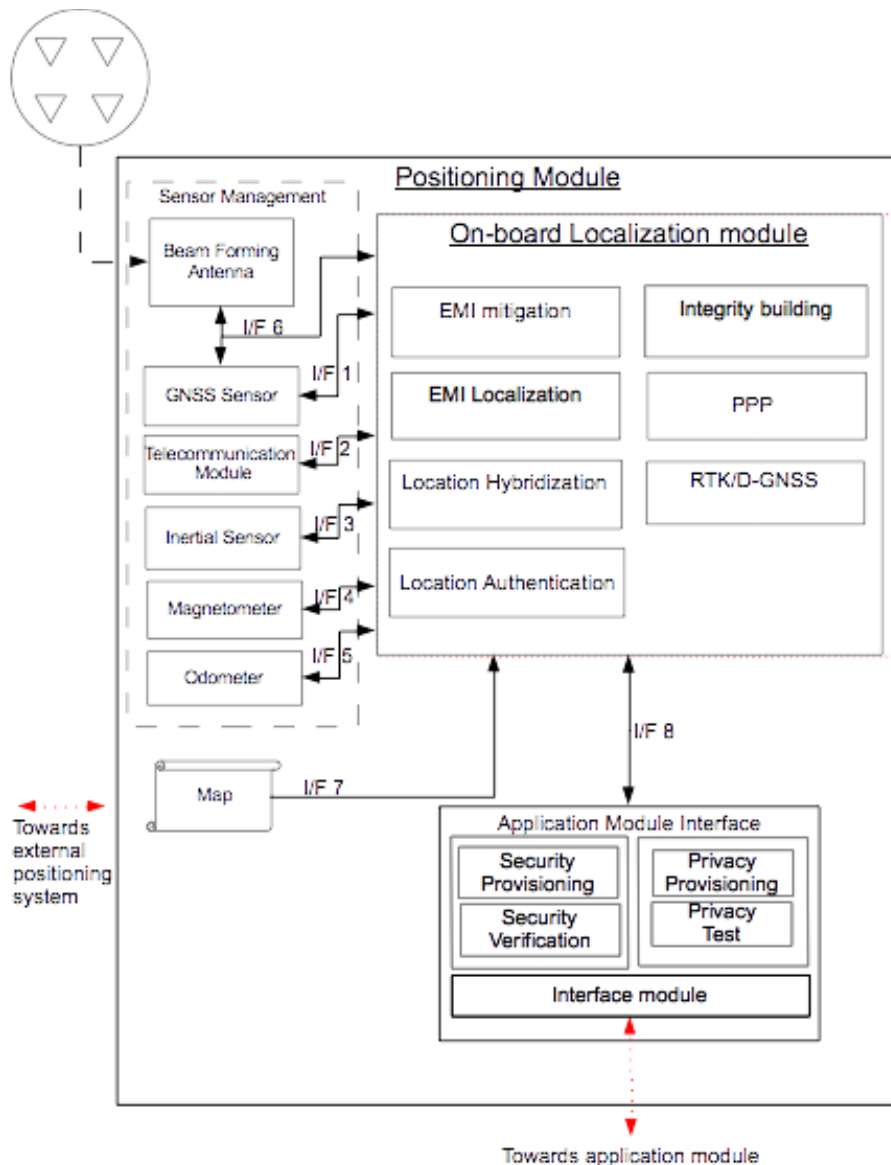 Positioning Module
Sensor Management
On-board Localization module
Beam Forming
Antenna
I/F 6
EMI mitigation
Integrity building
I/F 1
GNSS Sensor
EMI Localization
PPP
I/F 2
Telecommunication
Module
Location Hybridization
RTK/D-GNSS
I/F 3
Inertial Sensor
Location Authentication
I/F 4
Magnetometer
I/F 5
Odometer
I/F 8
Map
I/F 7
Towards
external
positioning
system
Application Module Interface
Security
Provisioning
Security
Verification
Privacy
Provisioning
Privacy
Test
Interface module
Towards application module